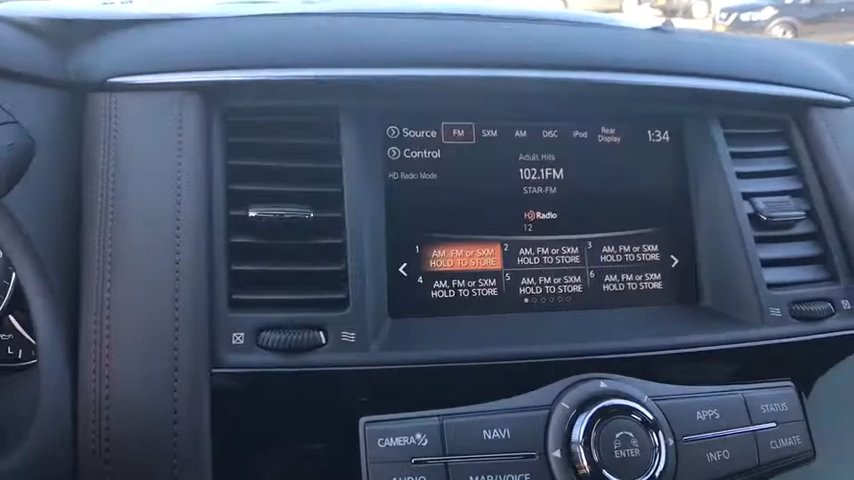 Source FM SXM AM DISC iPod Rear Display 1:34
Control
HD Radio Mode
Adult Hits
102.1FM
STAR-FM
HD Radio
12
1 AM, FM or SXM HOLD TO STORE 2 AM, FM or SXM HOLD TO STORE 3 AM, FM or SXM HOLD TO STORE
4 AM, FM or SXM HOLD TO STORE 5 AM, FM or SXM HOLD TO STORE 6 AM, FM or SXM HOLD TO STORE
CAMERA NAVI APPS STATUS
AUDIO MAP/VOICE ENTER INFO CLIMATE
L